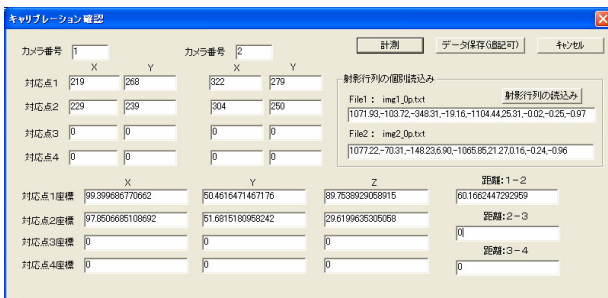 キャリブレーション確認
カメラ番号 1 カメラ番号 2 計測 データ保存(追記可) キャンセル
X Y X Y
対応点1 219 268 322 279
対応点2 229 239 304 250
対応点3 0 0 0 0
対応点4 0 0 0 0
射影行列の個別読込み
File1 : img1_0p.txt 射影行列の読込み
1071.93,-103.72,-348.31,-19.16,-1104.44,25.31,-0.02,-0.25,-0.97
File2 : img2_0p.txt
1077.22,-70.31,-148.23,6.90,-1065.85,21.27,0.16,-0.24,-0.96
X Y Z 距離:1-2
対応点1座標 99.399686770662 50.4616471467176 89.7538929058915 60.1662447292959
対応点2座標 97.8506685108692 51.6815180958242 29.6199635305058 距離:2-3
対応点3座標 0 0 0 0
距離:3-4
対応点4座標 0 0 0 0